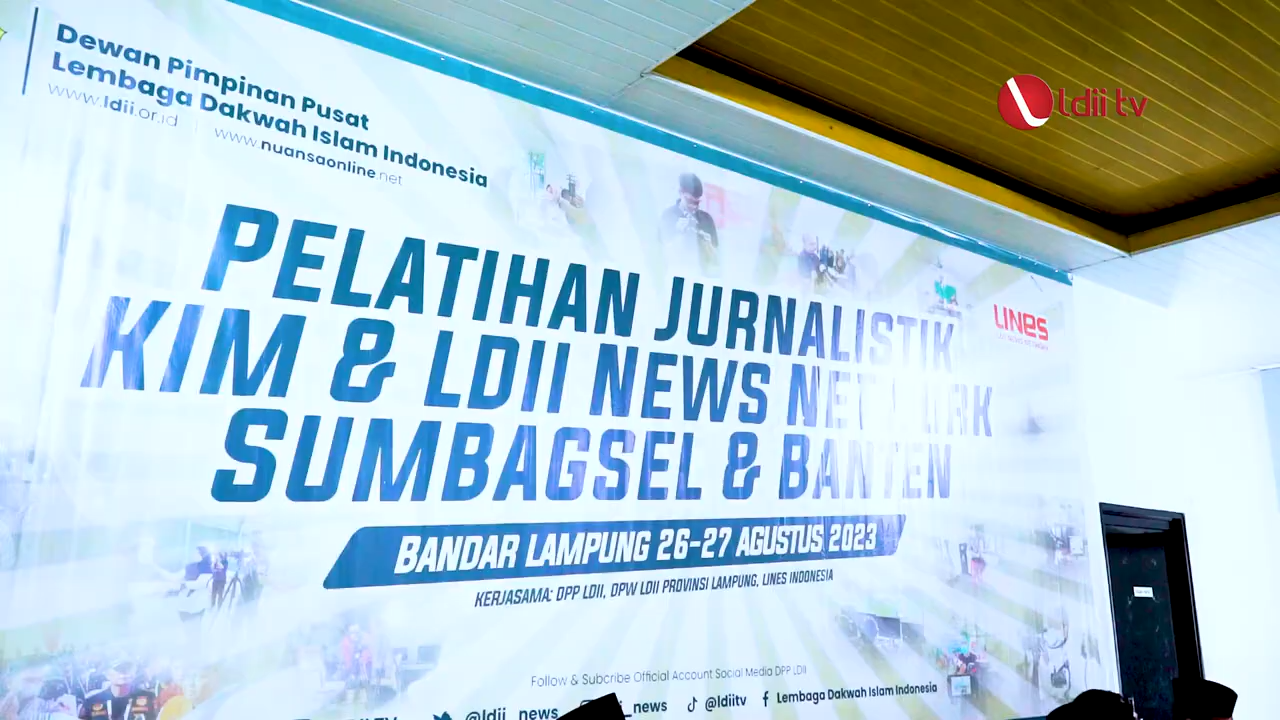 Dewan Pimpinan Pusat
Lembaga Dakwah Islam Indonesia
www.ldii.or.id | www.nuansaonline.net
ldii tv
LINES
PELATIHAN JURNALISTIK
KIM & LDII NEWS NETWORK
SUMBAGSEL & BANTEN
BANDAR LAMPUNG 26-27 AGUSTUS 2023
KERJASAMA: DPP LDII, DPW LDII PROVINSI LAMPUNG, LINES INDONESIA
Follow & Subcribe Official Account Social Media DPP LDII
@ldii_news @ldiitv Lembaga Dakwah Islam Indonesia